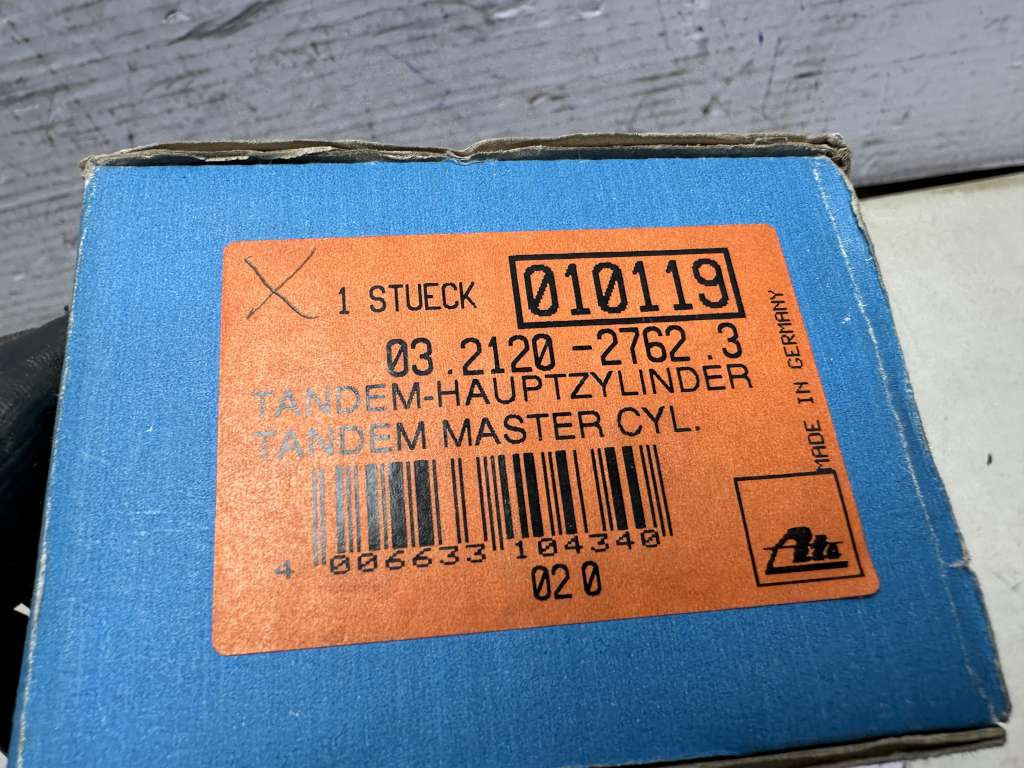 X 1 STUECK 010119
03.2120-2762.3
TANDEM-HAUPTZYLINDER
TANDEM MASTER CYL.
4 006633 104340
020
MADE IN GERMANY
Ate